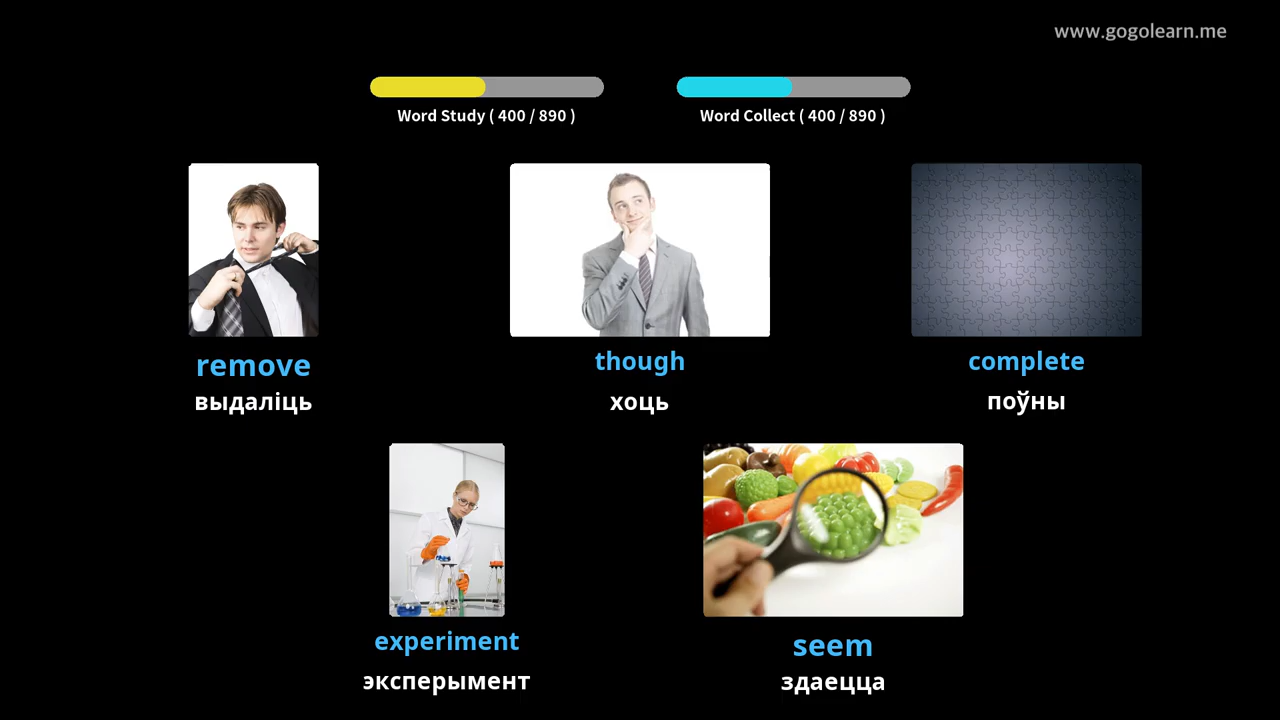 www.gogolearn.me
Word Study ( 400 / 890 )
Word Collect ( 400 / 890 )
remove
выдаліць
though
хоць
complete
поўны
experiment
эксперымент
seem
здаецца